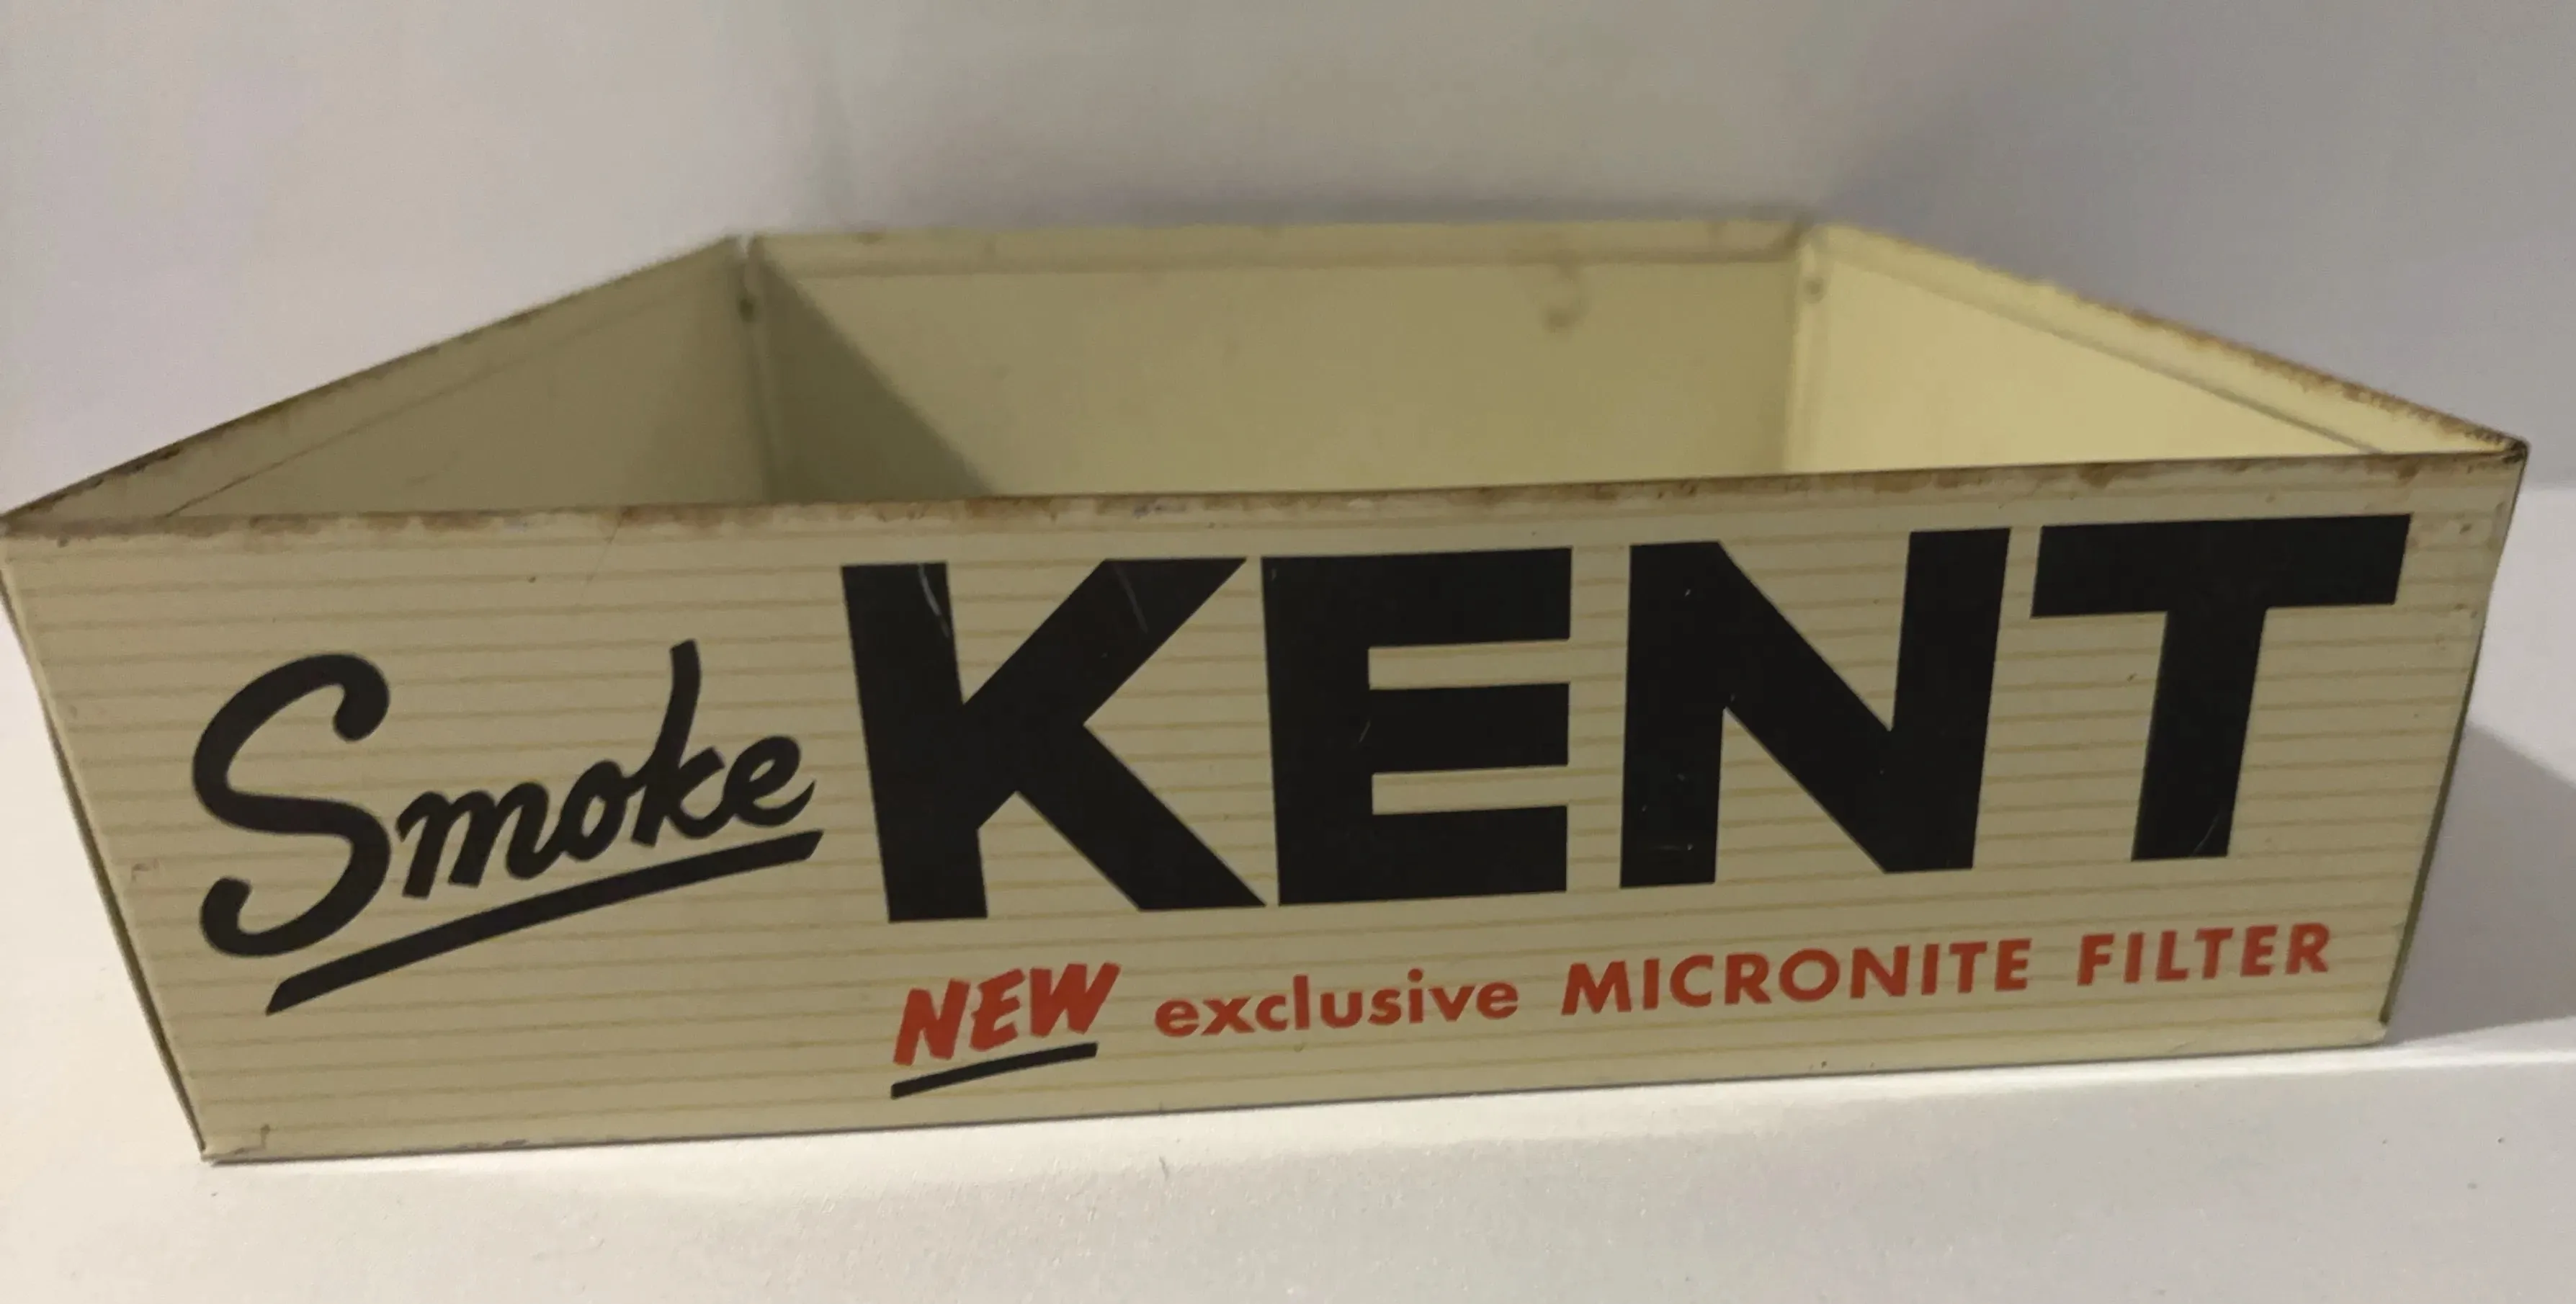 Smoke KENT
NEW exclusive MICRONITE FILTER